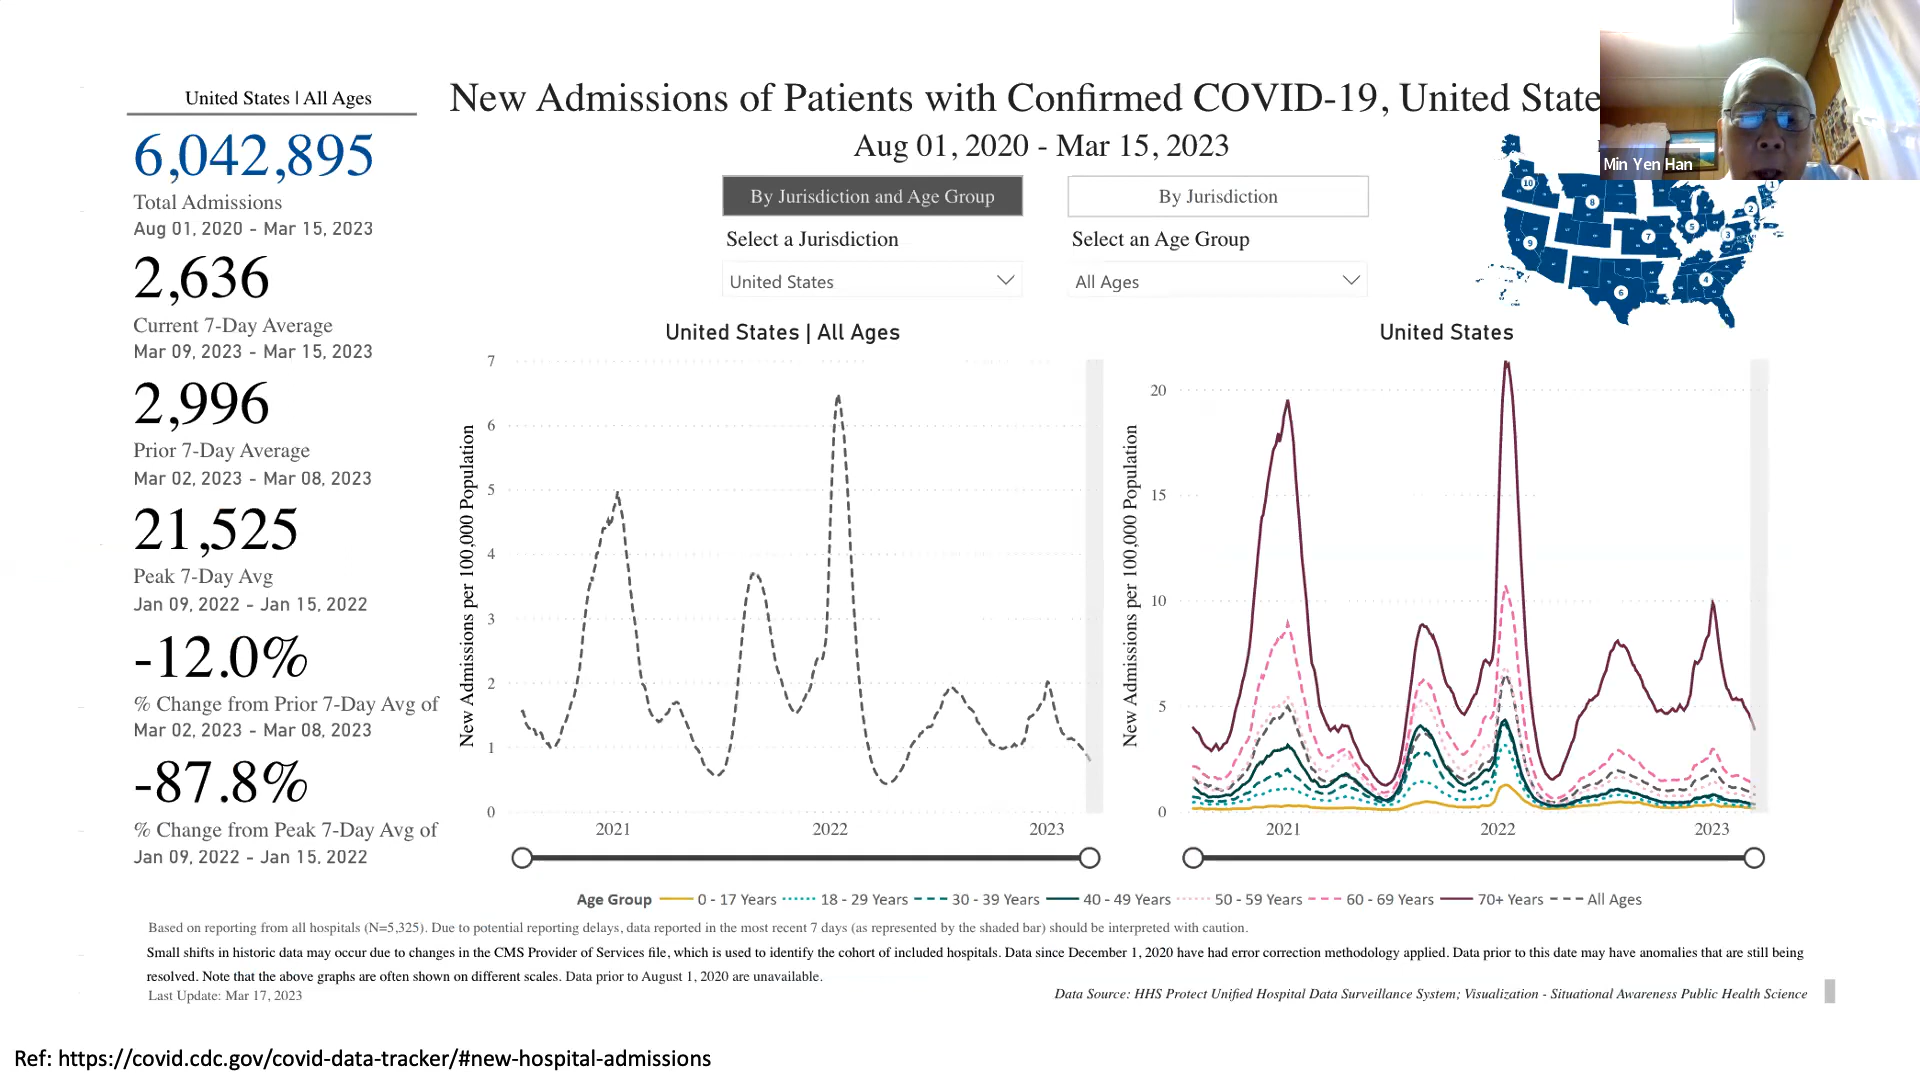 United States | All Ages
6,042,895
Total Admissions
Aug 01, 2020 - Mar 15, 2023
2,636
Current 7-Day Average
Mar 09, 2023 - Mar 15, 2023
2,996
Prior 7-Day Average
Mar 02, 2023 - Mar 08, 2023
21,525
Peak 7-Day Avg
Jan 09, 2022 - Jan 15, 2022
-12.0%
% Change from Prior 7-Day Avg of
Mar 02, 2023 - Mar 08, 2023
-87.8%
% Change from Peak 7-Day Avg of
Jan 09, 2022 - Jan 15, 2022
New Admissions of Patients with Confirmed COVID-19, United State
Aug 01, 2020 - Mar 15, 2023
By Jurisdiction and Age Group
By Jurisdiction
Select a Jurisdiction
Select an Age Group
United States
All Ages
Min Yen Han
10
8
1
2
9
7
5
3
6
4
United States | All Ages
New Admissions per 100,000 Population
7
6
5
4
3
2
1
0
2021 2022 2023
United States
New Admissions per 100,000 Population
20
15
10
5
0
2021 2022 2023
Age Group 0 - 17 Years 18 - 29 Years 30 - 39 Years 40 - 49 Years 50 - 59 Years 60 - 69 Years 70+ Years All Ages
Based on reporting from all hospitals (N=5,325). Due to potential reporting delays, data reported in the most recent 7 days (as represented by the shaded bar) should be interpreted with caution.
Small shifts in historic data may occur due to changes in the CMS Provider of Services file, which is used to identify the cohort of included hospitals. Data since December 1, 2020 have had error correction methodology applied. Data prior to this date may have anomalies that are still being
resolved. Note that the above graphs are often shown on different scales. Data prior to August 1, 2020 are unavailable.
Last Update: Mar 17, 2023
Data Source: HHS Protect Unified Hospital Data Surveillance System; Visualization - Situational Awareness Public Health Science
Ref: https://covid.cdc.gov/covid-data-tracker/#new-hospital-admissions